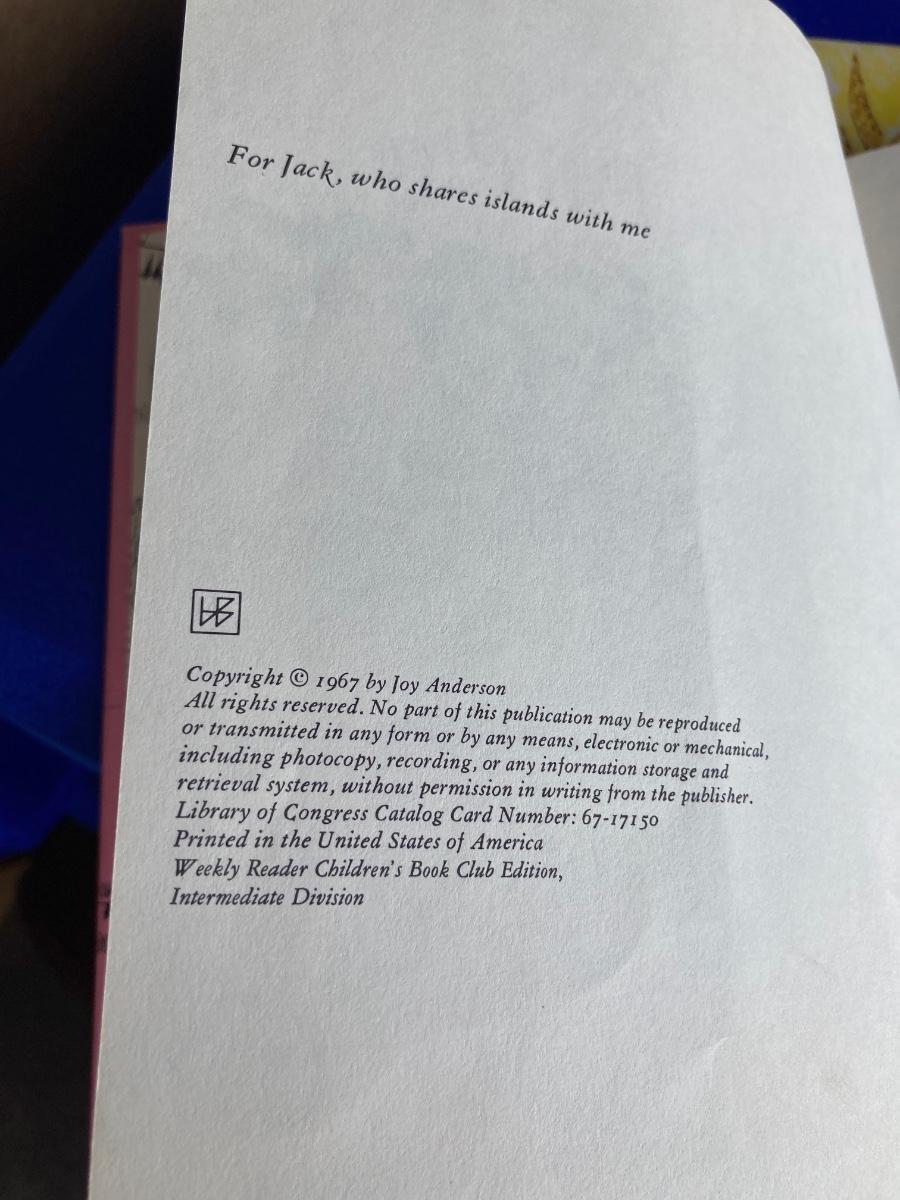 For Jack, who shares islands with me
Copyright © 1967 by Joy Anderson
All rights reserved. No part of this publication may be reproduced
or transmitted in any form or by any means, electronic or mechanical,
including photocopy, recording, or any information storage and
retrieval system, without permission in writing from the publisher.
Library of Congress Catalog Card Number: 67-17150
Printed in the United States of America
Weekly Reader Children's Book Club Edition,
Intermediate Division